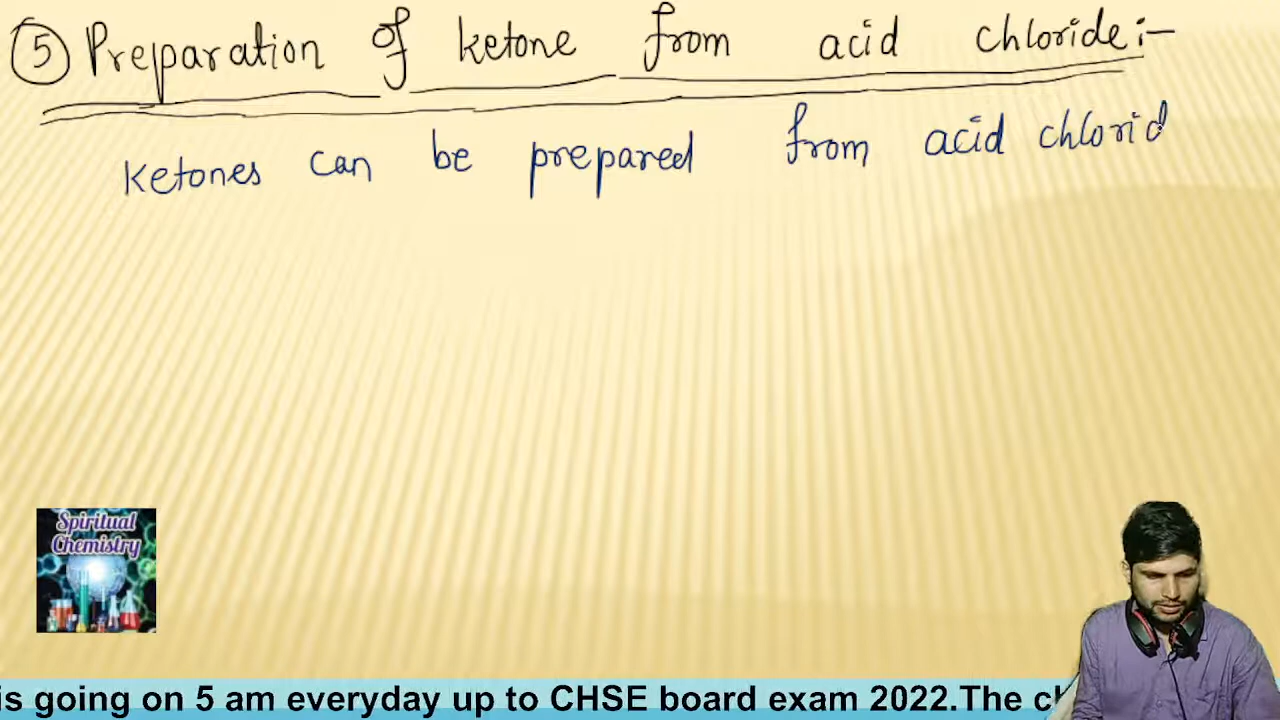 5 Preparation of ketone from acid chloride:-
ketones can be prepared from acid chlorid
Spiritual
Chemistry
is going on 5 am everyday up to CHSE board exam 2022.The cl